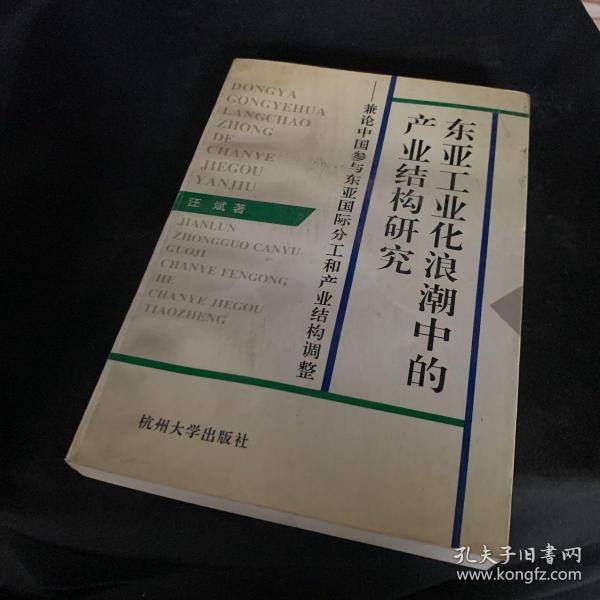 东亚工业化浪潮中的
产业结构研究
——兼论中国参与东亚国际分工和产业结构调整
DONGYA
GONGYEHUA
LANGCHAO
ZHONG
DE
CHANYE
JIEGOU
YANJIU
汪 斌 著
JIANLUN
ZHONGGUO CANYU
GUOJI
CHANYE FENGONG
HE
CHANYE JIEGOU
TIAOZHENG
杭州大学出版社
孔夫子旧书网
www.kongfz.com